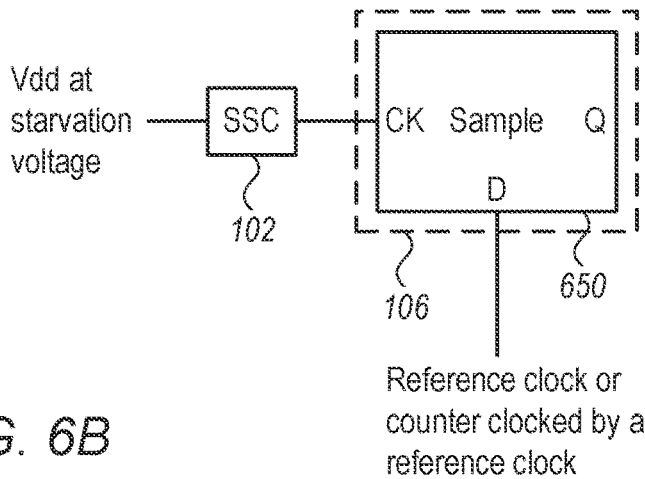 Vdd at
starvation
voltage
SSC
CK Sample Q
D
102
106
650
Reference clock or
counter clocked by a
reference clock
G. 6B